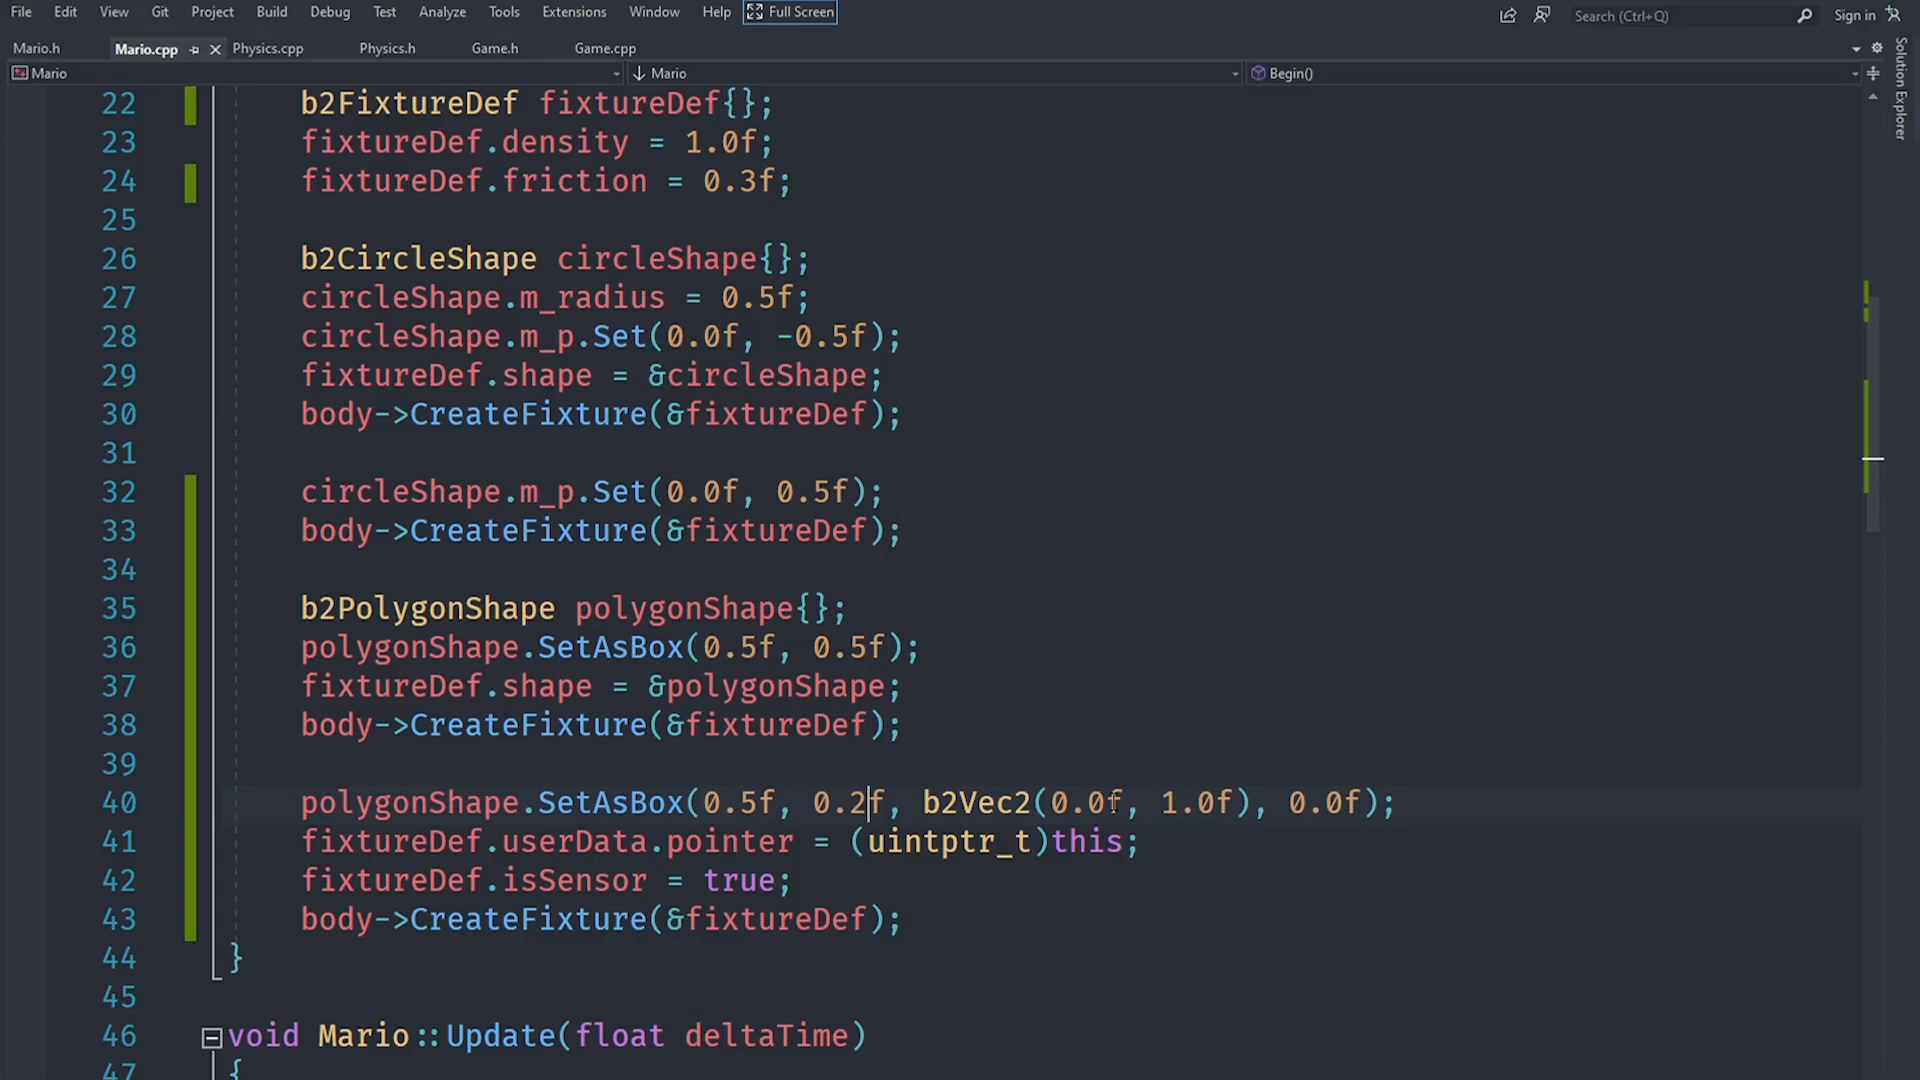 File Edit View Git Project Build Debug Test Analyze Tools Extensions Window Help Full Screen Search (Ctrl+Q) Sign in
Mario.h Mario.cpp Physics.cpp Physics.h Game.h Game.cpp
Mario Mario Begin()
Solution Explorer
22 b2FixtureDef fixtureDef{};
23 fixtureDef.density = 1.0f;
24 fixtureDef.friction = 0.3f;
25
26 b2CircleShape circleShape{};
27 circleShape.m_radius = 0.5f;
28 circleShape.m_p.Set(0.0f, -0.5f);
29 fixtureDef.shape = &circleShape;
30 body->CreateFixture(&fixtureDef);
31
32 circleShape.m_p.Set(0.0f, 0.5f);
33 body->CreateFixture(&fixtureDef);
34
35 b2PolygonShape polygonShape{};
36 polygonShape.SetAsBox(0.5f, 0.5f);
37 fixtureDef.shape = &polygonShape;
38 body->CreateFixture(&fixtureDef);
39
40 polygonShape.SetAsBox(0.5f, 0.2f, b2Vec2(0.0f, 1.0f), 0.0f);
41 fixtureDef.userData.pointer = (uintptr_t)this;
42 fixtureDef.isSensor = true;
43 body->CreateFixture(&fixtureDef);
44 }
45
46 void Mario::Update(float deltaTime)
47 {